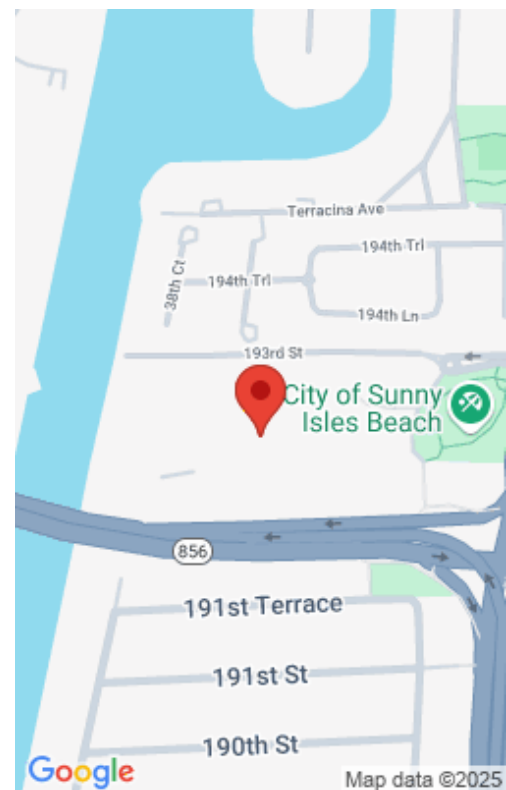 Terracina Ave
194th Trl
38th Ct
194th Trl
194th Ln
193rd St
City of Sunny
Isles Beach
856
191st Terrace
191st St
190th St
Google
Map data ©2025